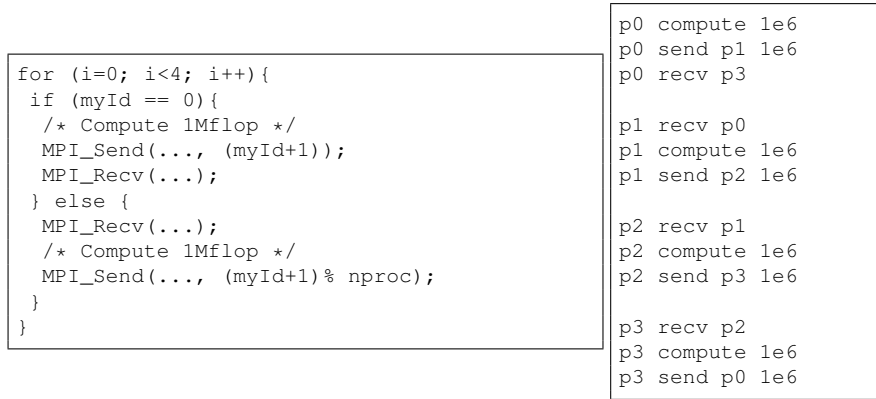 for (i=0; i<4; i++){
if (myId == 0){
/* Compute 1Mflop */
MPI_Send(..., (myId+1));
MPI_Recv(...);
} else {
MPI_Recv(...);
/* Compute 1Mflop */
MPI_Send(..., (myId+1)% nproc);
}
}
p0 compute 1e6
p0 send p1 1e6
p0 recv p3
p1 recv p0
p1 compute 1e6
p1 send p2 1e6
p2 recv p1
p2 compute 1e6
p2 send p3 1e6
p3 recv p2
p3 compute 1e6
p3 send p0 1e6